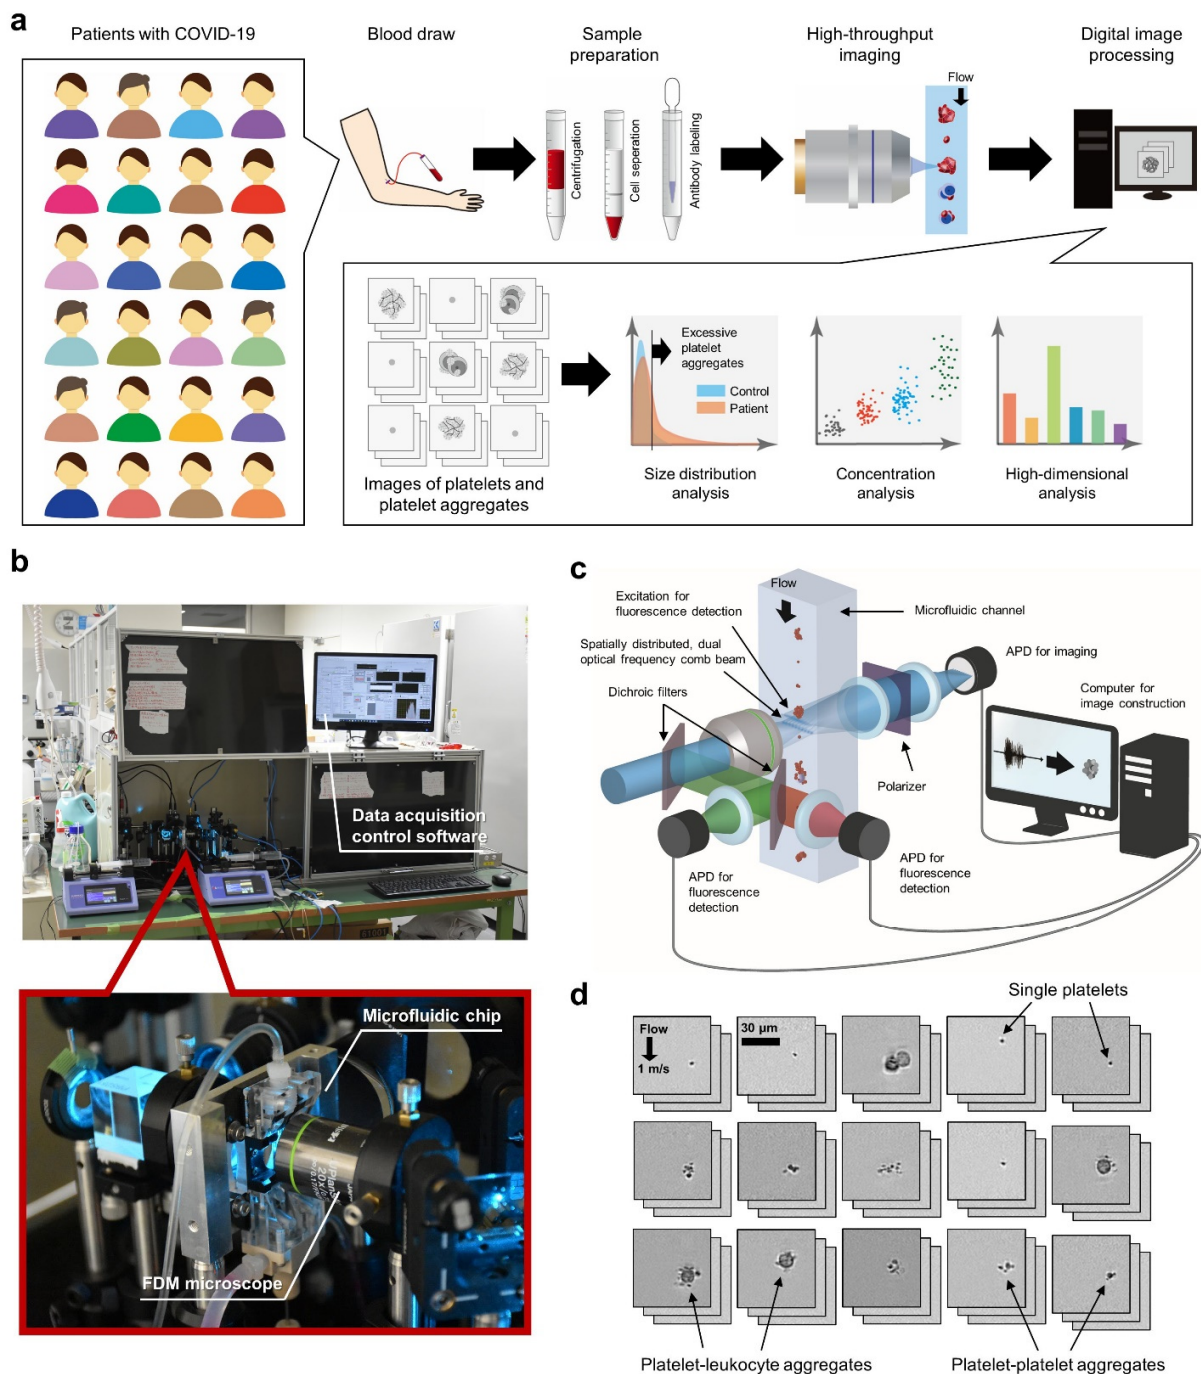 a
Patients with COVID-19
Blood draw
Sample
preparation
High-throughput
imaging
Digital image
processing
Centrifugation
Cell seperation
Antibody labeling
Flow
Images of platelets and
platelet aggregates
Excessive
platelet
aggregates
Control
Patient
Size distribution
analysis
Concentration
analysis
High-dimensional
analysis
b
Data acquisition
control software
Microfluidic chip
FDM microscope
c
Flow
Excitation for
fluorescence detection
Microfluidic channel
Spatially distributed, dual
optical frequency comb beam
APD for imaging
Dichroic filters
Computer for
image construction
Polarizer
APD for
fluorescence
detection
APD for
fluorescence
detection
d
Single platelets
Flow
1 m/s
30 μm
Platelet-leukocyte aggregates
Platelet-platelet aggregates